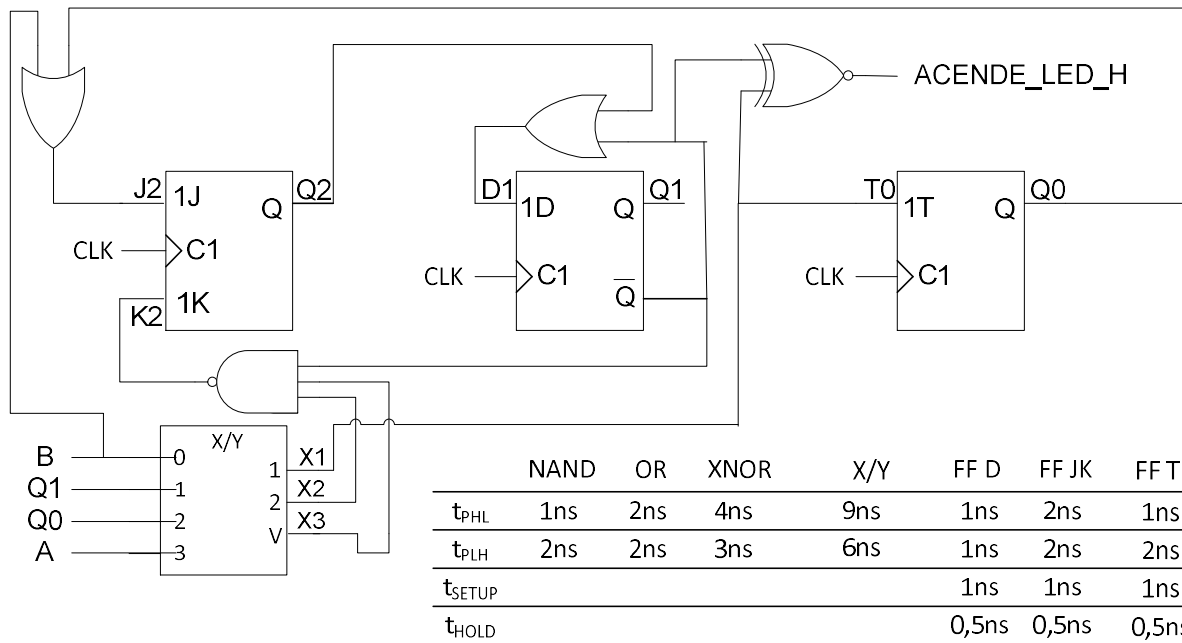 ACENDE_LED_H
J2 1J Q Q2
CLK C1
K2 1K
D1 1D Q Q1
CLK C1
Q
T0 1T Q Q0
CLK C1
X/Y
B 0 1 X1
Q1 1 2 X2
Q0 2 V X3
A 3
NAND OR XNOR X/Y FF D FF JK FF T
tPHL 1ns 2ns 4ns 9ns 1ns 2ns 1ns
tPLH 2ns 2ns 3ns 6ns 1ns 2ns 2ns
tSETUP 1ns 1ns 1ns
tHOLD 0,5ns 0,5ns 0,5ns